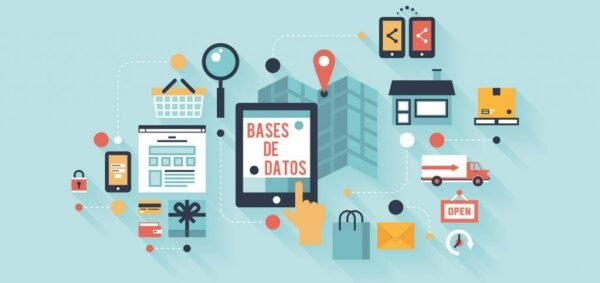 BASES
DE
DATOS
OPEN